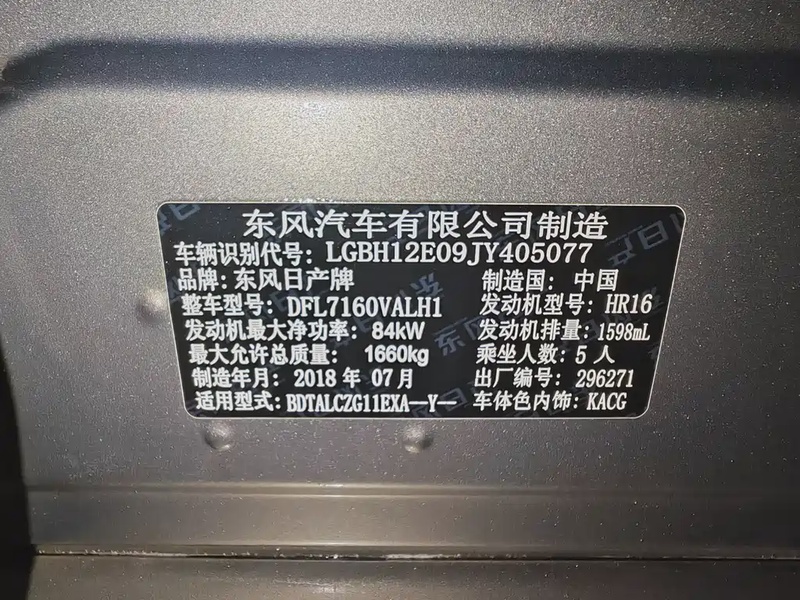 东风汽车有限公司制造
车辆识别代号: LGBH12E09JY405077
品牌: 东风日产牌 制造国: 中国
整车型号: DFL7160VALH1 发动机型号: HR16
发动机最大净功率: 84kW 发动机排量: 1598mL
最大允许总质量: 1660kg 乘坐人数: 5 人
制造年月: 2018 年 07 月 出厂编号: 296271
适用型式: BDTALCZG11EXA—Y— 车体色内饰: KACG